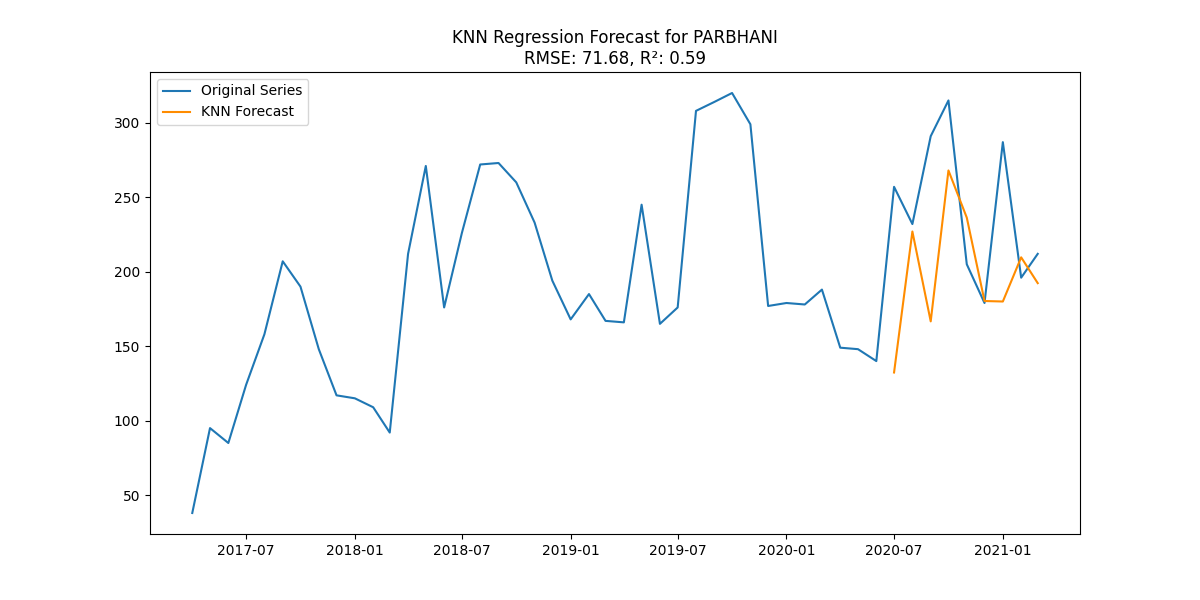 KNN Regression Forecast for PARBHANI
RMSE: 71.68, R²: 0.59
Original Series
KNN Forecast
300
250
200
150
100
50
2017-07 2018-01 2018-07 2019-01 2019-07 2020-01 2020-07 2021-01